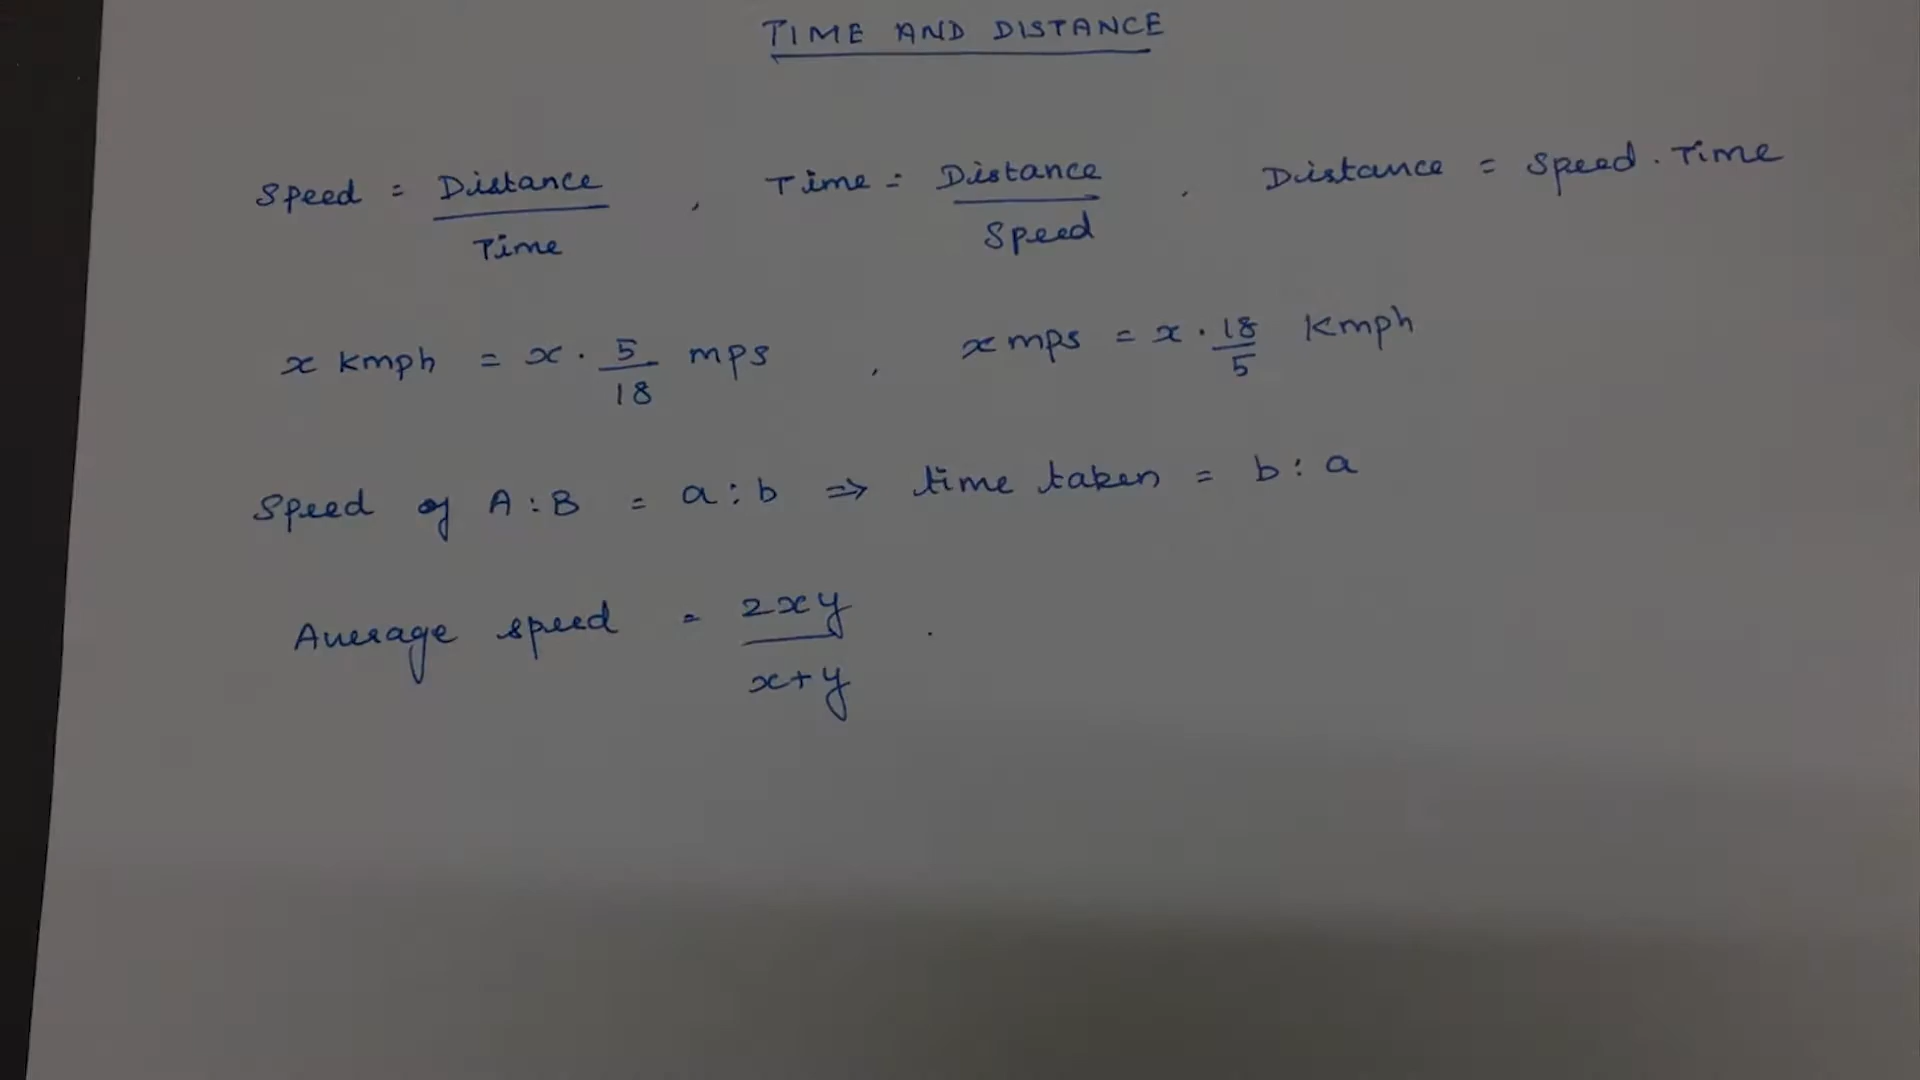 TIME AND DISTANCE
Speed = Distance / Time , Time = Distance / Speed , Distance = Speed . Time
x kmph = x . 5/18 mps , x mps = x . 18/5 Kmph
Speed of A : B = a : b ⇒ time taken = b : a
Average speed = 2xy / x+y .